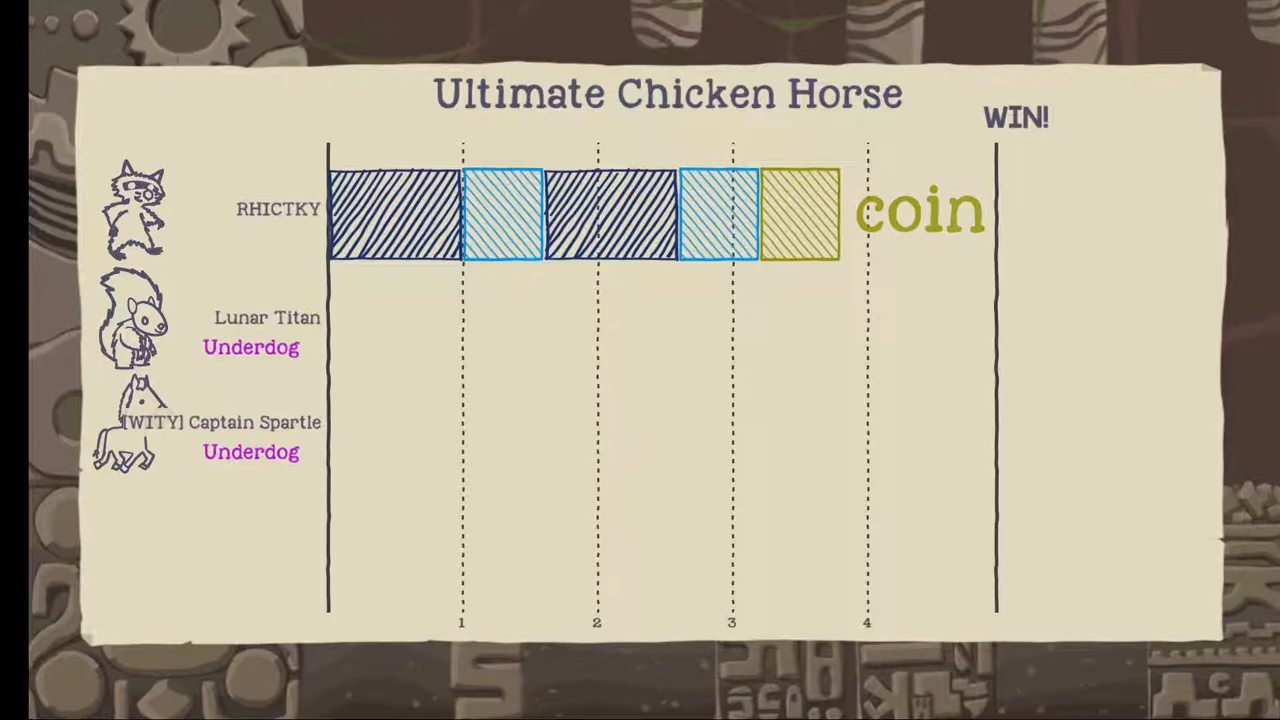 Ultimate Chicken Horse
WIN!
RHICTKY
coin
Lunar Titan
Underdog
[WITY] Captain Spartle
Underdog
1 2 3 4